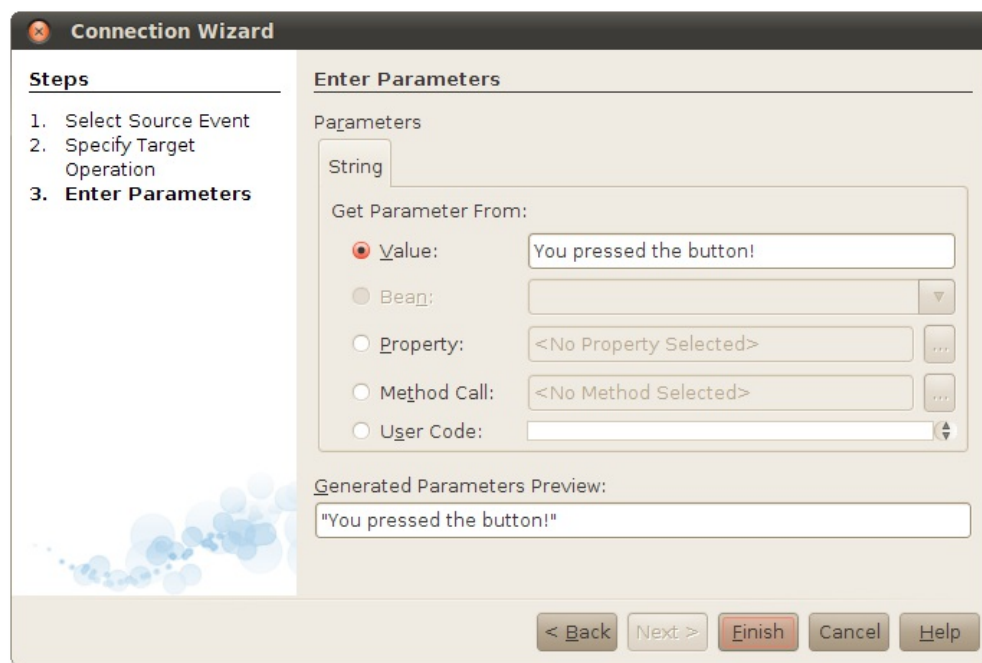 Connection Wizard
Steps
1. Select Source Event
2. Specify Target
Operation
3. Enter Parameters
Enter Parameters
Parameters
String
Get Parameter From:
Value: You pressed the button!
Bean:
Property: <No Property Selected> ...
Method Call: <No Method Selected> ...
User Code:
Generated Parameters Preview:
"You pressed the button!"
< Back Next > Finish Cancel Help